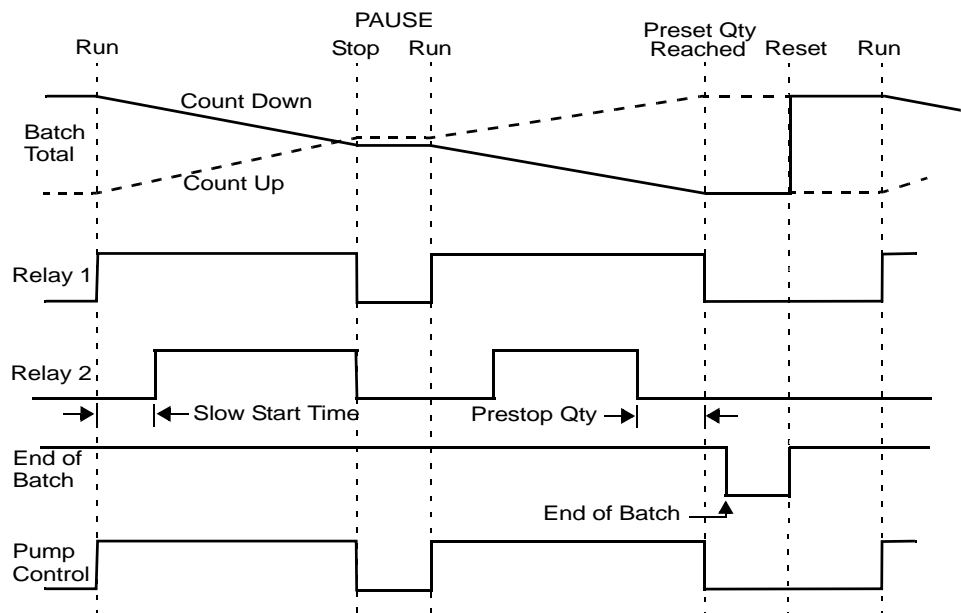 PAUSE
Run
Stop
Run
Preset Qty
Reached
Reset
Run
Count Down
Batch
Total
Count Up
Relay 1
Relay 2
Slow Start Time
Prestop Qty
End of
Batch
End of Batch
Pump
Control